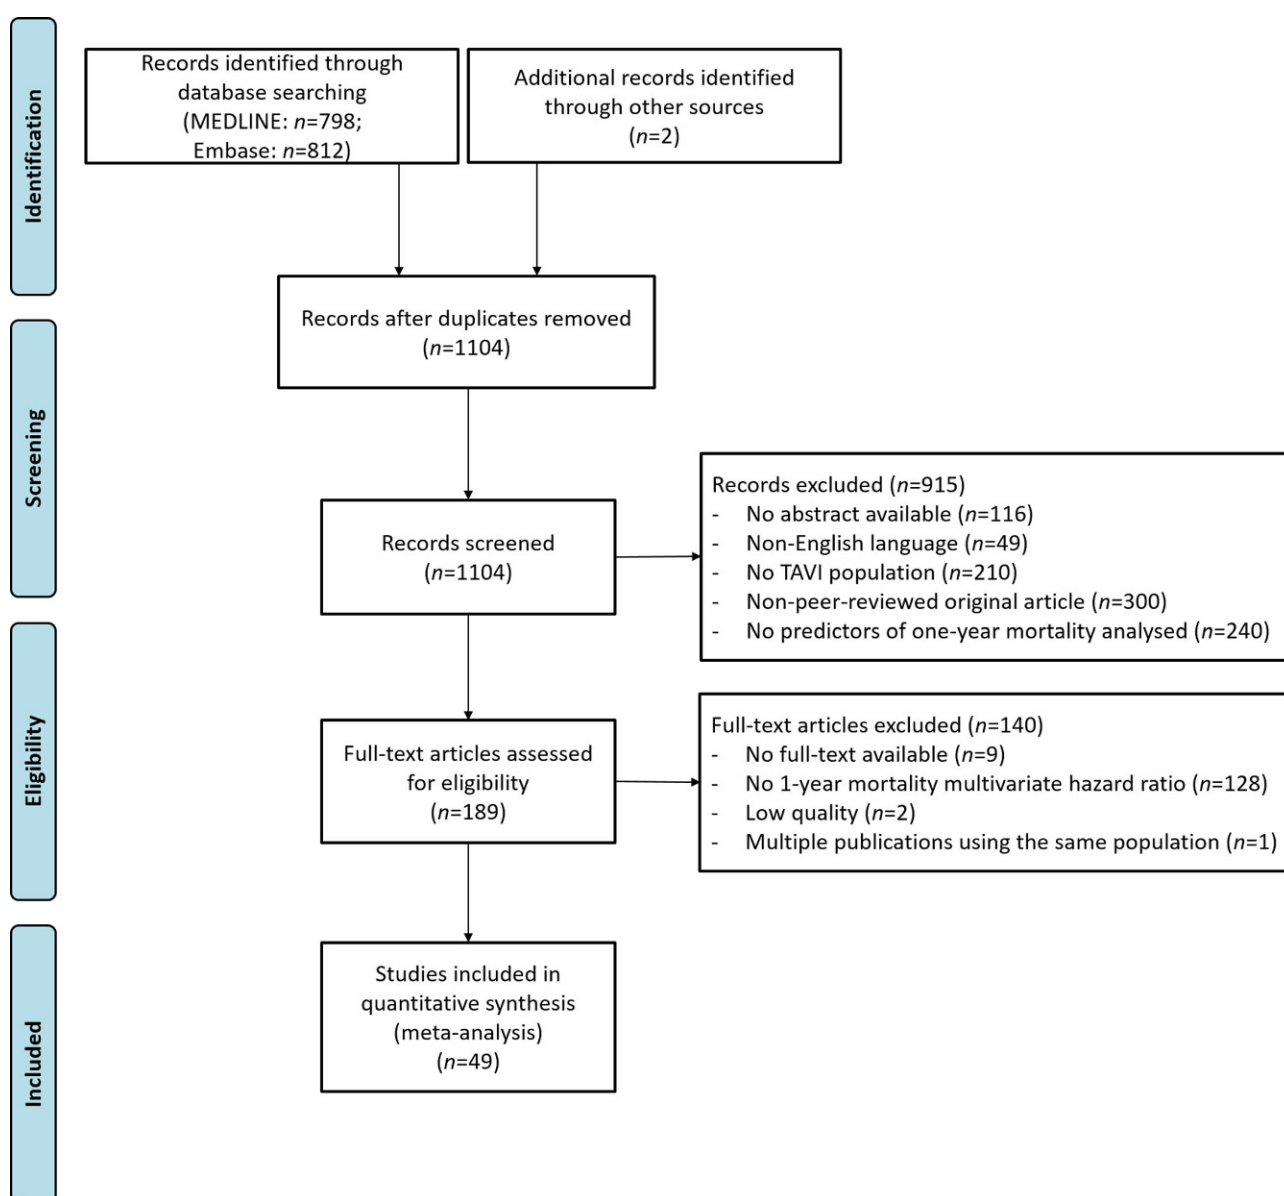 Identification
Records identified through
database searching
(MEDLINE: n=798;
Embase: n=812)
Additional records identified
through other sources
(n=2)
Records after duplicates removed
(n=1104)
Screening
Records screened
(n=1104)
Records excluded (n=915)
- No abstract available (n=116)
- Non-English language (n=49)
- No TAVI population (n=210)
- Non-peer-reviewed original article (n=300)
- No predictors of one-year mortality analysed (n=240)
Eligibility
Full-text articles assessed
for eligibility
(n=189)
Full-text articles excluded (n=140)
- No full-text available (n=9)
- No 1-year mortality multivariate hazard ratio (n=128)
- Low quality (n=2)
- Multiple publications using the same population (n=1)
Included
Studies included in
quantitative synthesis
(meta-analysis)
(n=49)